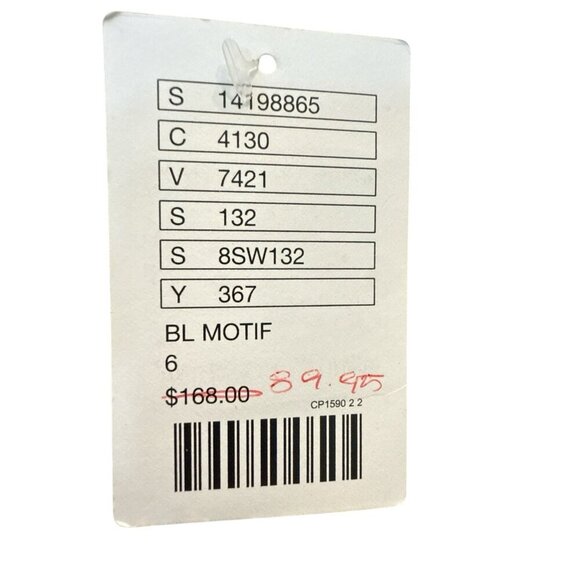 S 14198865
C 4130
V 7421
S 132
S 8SW132
Y 367
BL MOTIF
6
$168.00 89.95
CP1590 2 2